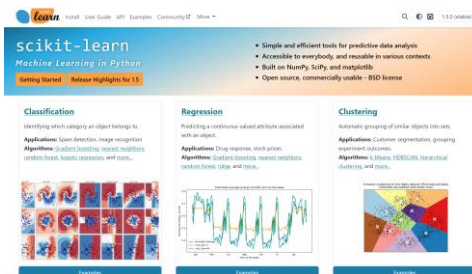 learn Install User Guide API Examples Community More 1.5.0 (stable)
scikit-learn
Machine Learning in Python
Getting Started Release Highlights for 1.5
• Simple and efficient tools for predictive data analysis
• Accessible to everybody, and reusable in various contexts
• Built on NumPy, SciPy, and matplotlib
• Open source, commercially usable - BSD license
Classification
Identifying which category an object belongs to.
Applications: Spam detection, image recognition.
Algorithms: Gradient boosting, nearest neighbors,
random forest, logistic regression, and more...
Examples
Regression
Predicting a continuous-valued attribute associated
with an object.
Applications: Drug response, stock prices.
Algorithms: Gradient boosting, nearest neighbors,
random forest, ridge, and more...
Examples
Clustering
Automatic grouping of similar objects into sets.
Applications: Customer segmentation, grouping
experiment outcomes.
Algorithms: k-Means, HDBSCAN, hierarchical
clustering, and more...
Examples